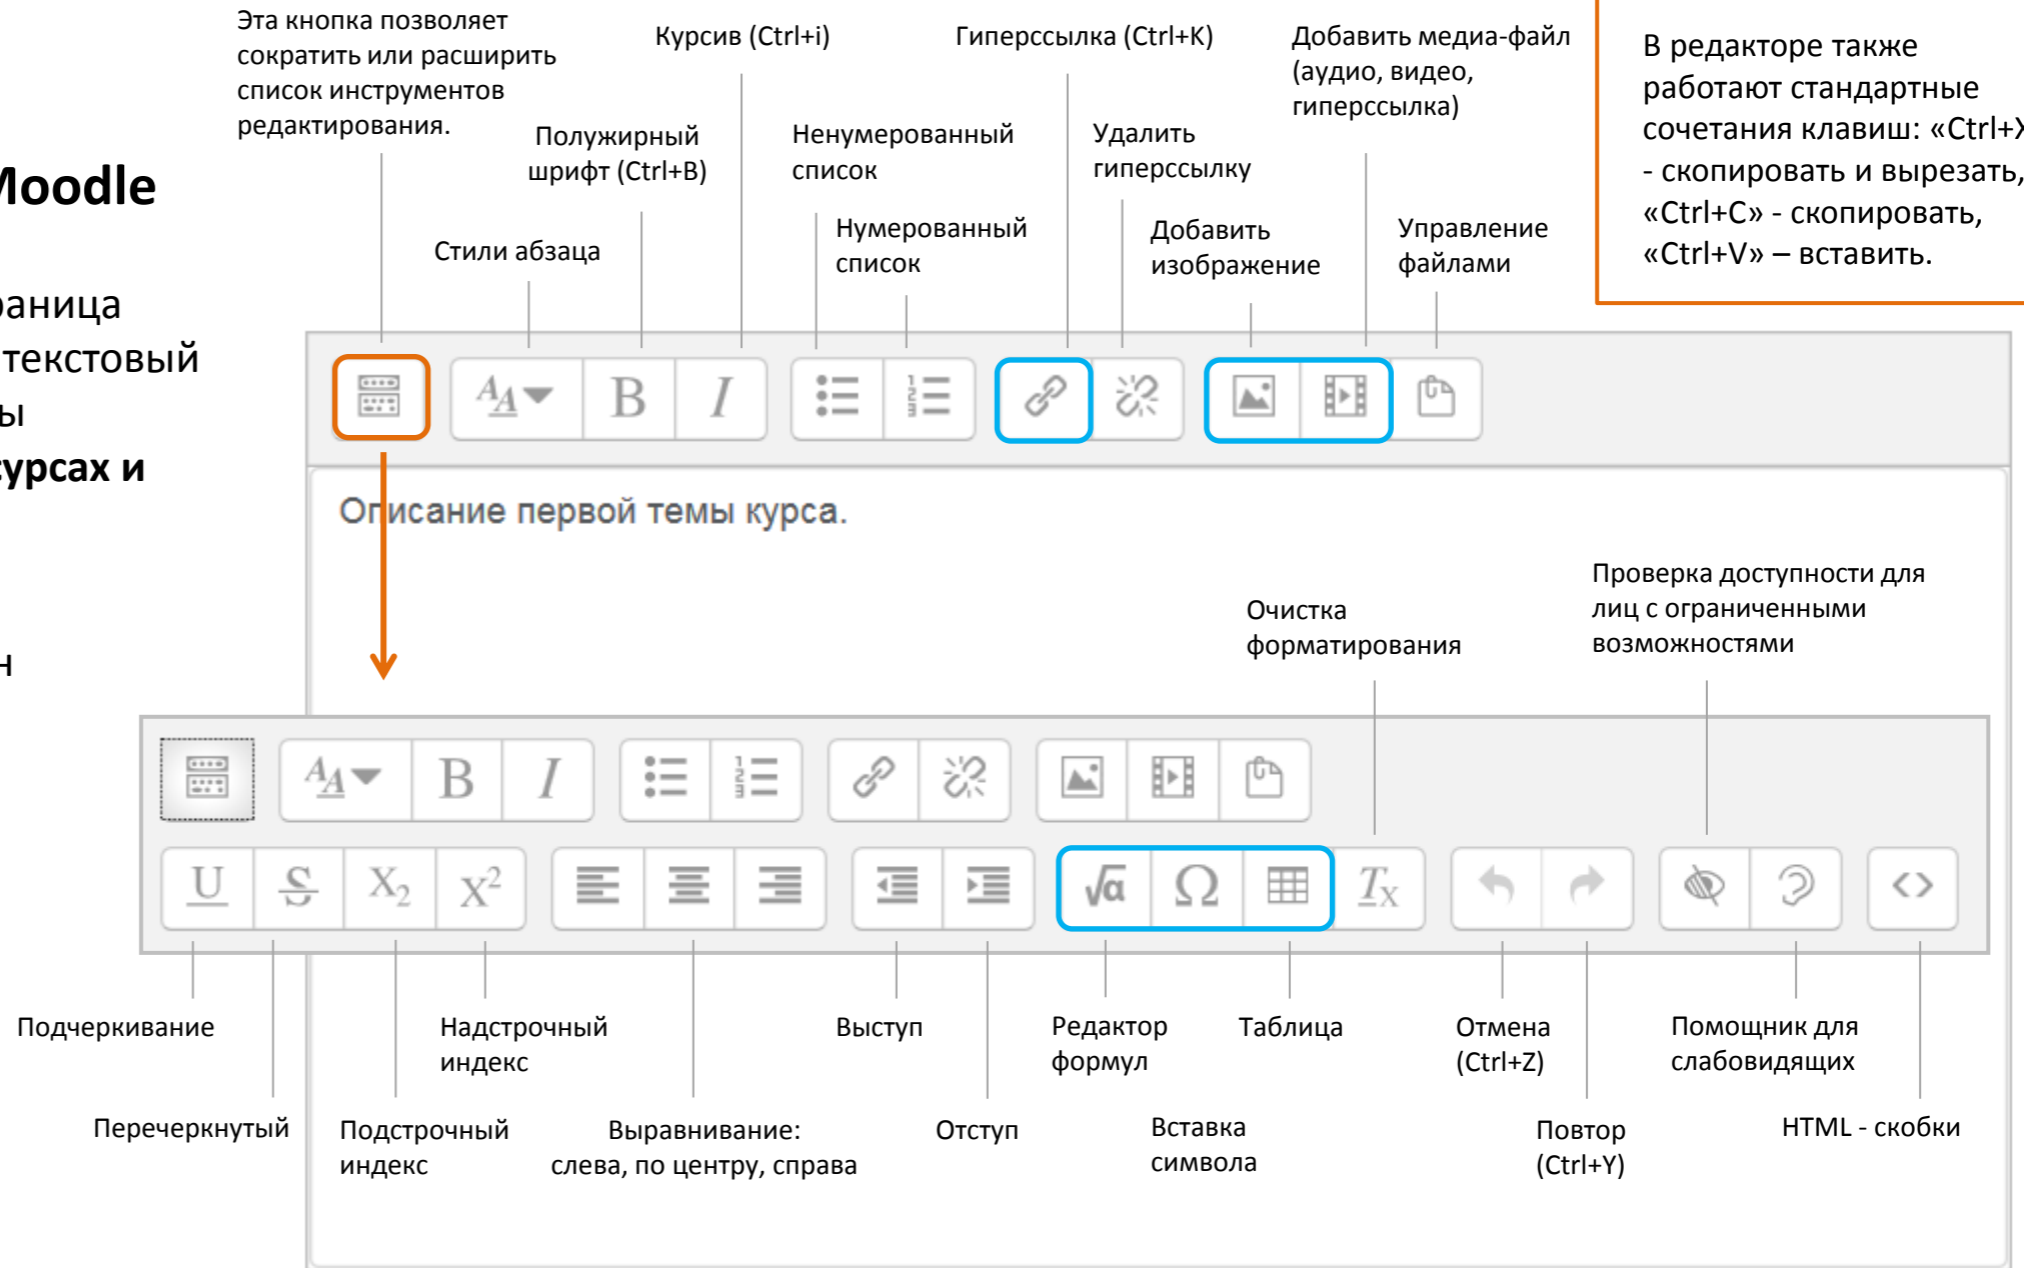 Эта кнопка позволяет
сократить или расширить
список инструментов
редактирования.
Курсив (Ctrl+i)
Гиперссылка (Ctrl+K)
Добавить медиа-файл
(аудио, видео,
гиперссылка)
В редакторе также
работают стандартные
сочетания клавиш: «Ctrl+X
- скопировать и вырезать,
«Ctrl+C» - скопировать,
«Ctrl+V» – вставить.
Полужирный
шрифт (Ctrl+B)
Ненумерованный
список
Удалить
гиперссылку
Moodle
Стили абзаца
Нумерованный
список
Добавить
изображение
Управление
файлами
раница
текстовый
ы
сурсах и
н
Описание первой темы курса.
Очистка
форматирования
Проверка доступности для
лиц с ограниченными
возможностями
Подчеркивание
Надстрочный
индекс
Выступ
Редактор
формул
Таблица
Отмена
(Ctrl+Z)
Помощник для
слабовидящих
Перечеркнутый
Подстрочный
индекс
Выравнивание:
слева, по центру, справа
Отступ
Вставка
символа
Повтор
(Ctrl+Y)
HTML - скобки